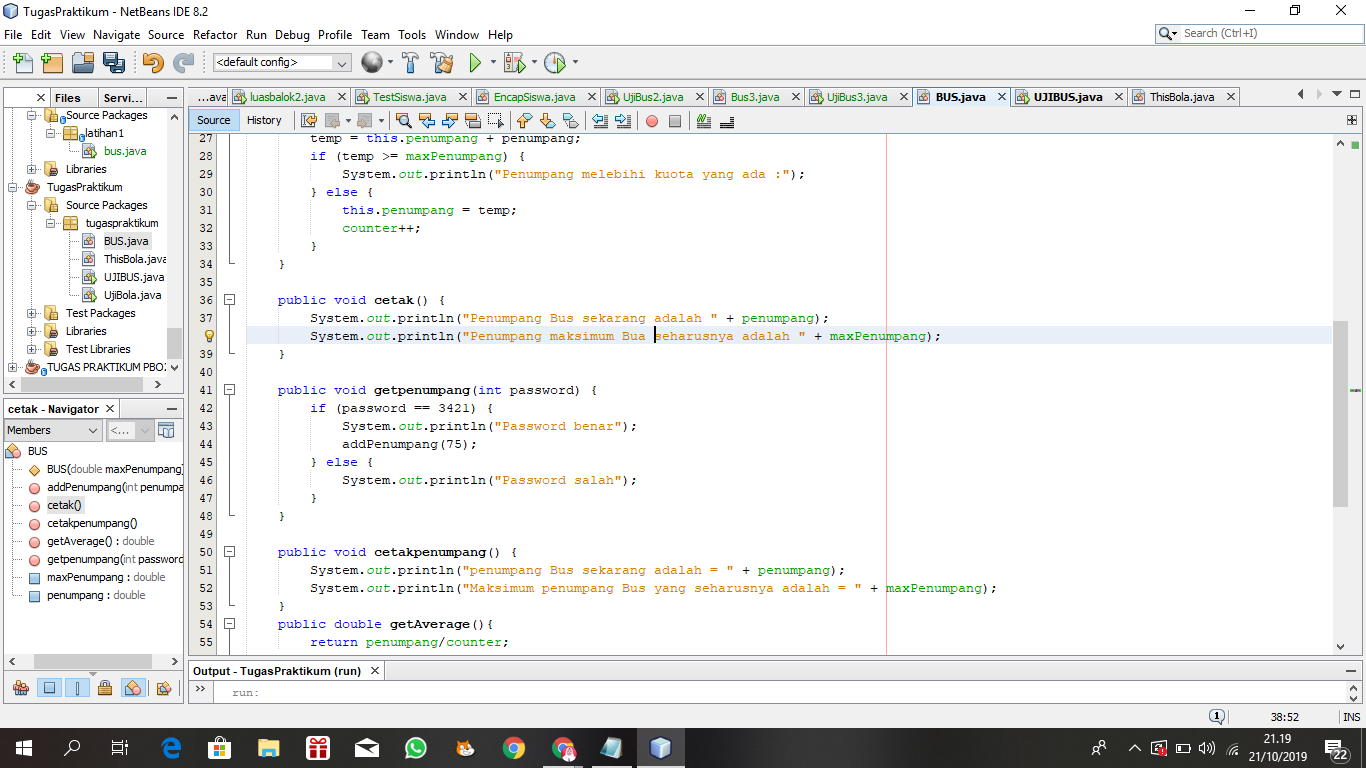 TugasPraktikum - NetBeans IDE 8.2
File Edit View Navigate Source Refactor Run Debug Profile Team Tools Window Help
Search (Ctrl+I)
<default config>
Files Servi...
...ava luasbalok2.java TestSiswa.java EncapSiswa.java UjiBus2.java Bus3.java UjiBus3.java BUS.java UJIBUS.java ThisBola.java
Source History
Source Packages
latihan1
bus.java
Libraries
TugasPraktikum
Source Packages
tugaspraktikum
BUS.java
ThisBola.java
UJIBUS.java
UjiBola.java
Test Packages
Libraries
Test Libraries
TUGAS PRAKTIKUM PBO
cetak - Navigator
Members <...
BUS
BUS(double maxPenumpang)
addPenumpang(int penumpa
cetak()
cetakpenumpang()
getAverage() : double
getpenumpang(int password
maxPenumpang : double
penumpang : double
27 temp = this.penumpang + penumpang;
28 if (temp >= maxPenumpang) {
29 System.out.println("Penumpang melebihi kuota yang ada :");
30 } else {
31 this.penumpang = temp;
32 counter++;
33 }
34 }
35
36 public void cetak() {
37 System.out.println("Penumpang Bus sekarang adalah " + penumpang);
System.out.println("Penumpang maksimum Bua seharusnya adalah " + maxPenumpang);
39 }
40
41 public void getpenumpang(int password) {
42 if (password == 3421) {
43 System.out.println("Password benar");
44 addPenumpang(75);
45 } else {
46 System.out.println("Password salah");
47 }
48 }
49
50 public void cetakpenumpang() {
51 System.out.println("penumpang Bus sekarang adalah = " + penumpang);
52 System.out.println("Maksimum penumpang Bus yang seharusnya adalah = " + maxPenumpang);
53 }
54 public double getAverage(){
55 return penumpang/counter;
Output - TugasPraktikum (run)
run:
1 38:52 INS
21.19
21/10/2019
22